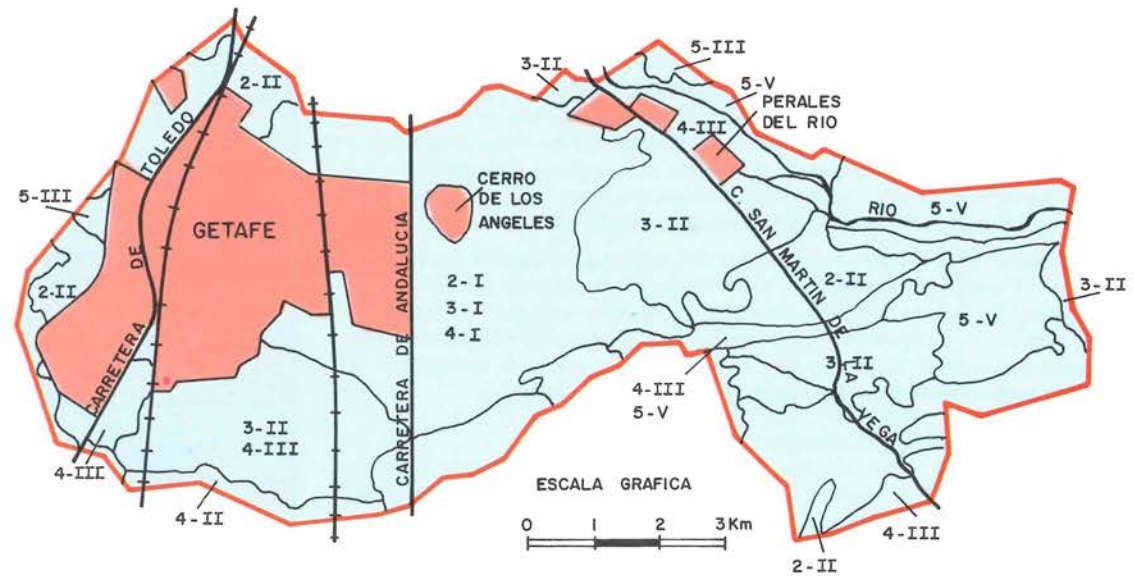 5-III
3-II
5-V
2-II
PERALES
DEL RIO
4-III
TOLEDO
CERRO
DE LOS
ANGELES
5-III
GETAFE
C. SAN MARTIN DE LA VEGA
RIO
5-V
3-II
DE
CARRETERA DE ANDALUCIA
2-II
2-I
3-I
4-I
2-II
3-II
5-V
CARRETERA
3-II
4-III
5-V
3-II
4-III
4-III
ESCALA GRAFICA
4-II
4-III
0 1 2 3 Km
2-II